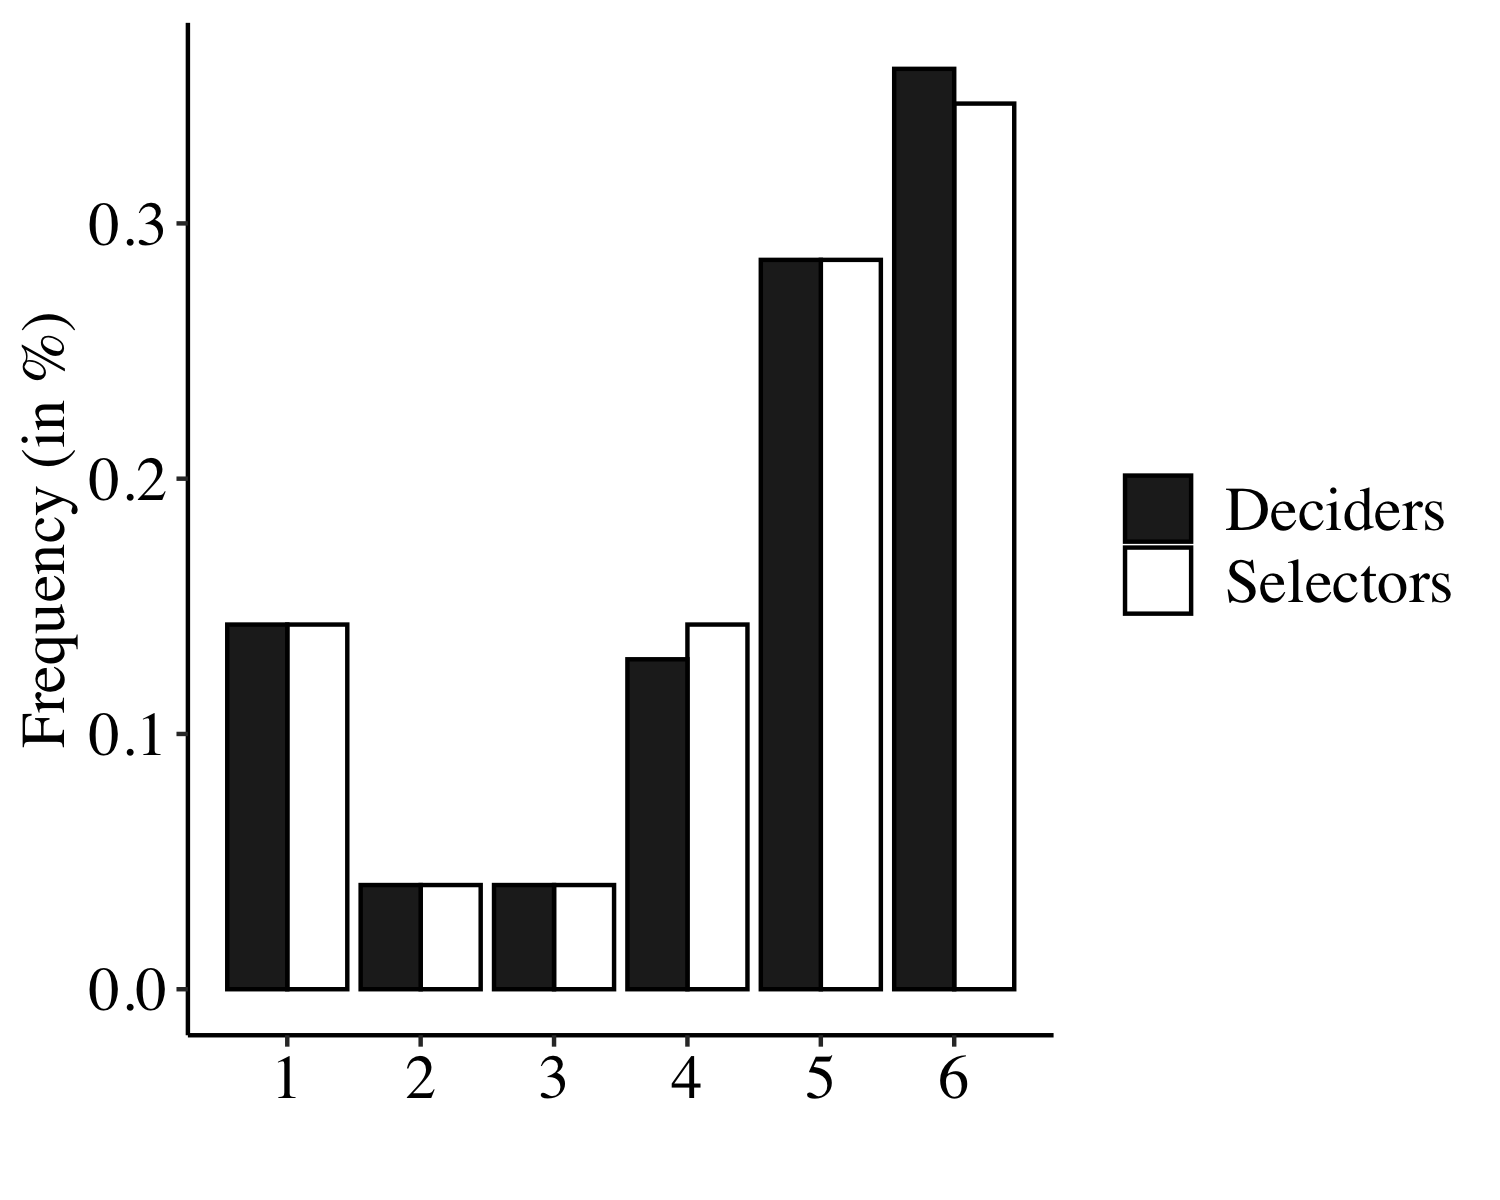 Frequency (in %)
0.3
0.2
0.1
0.0
1 2 3 4 5 6
Deciders
Selectors